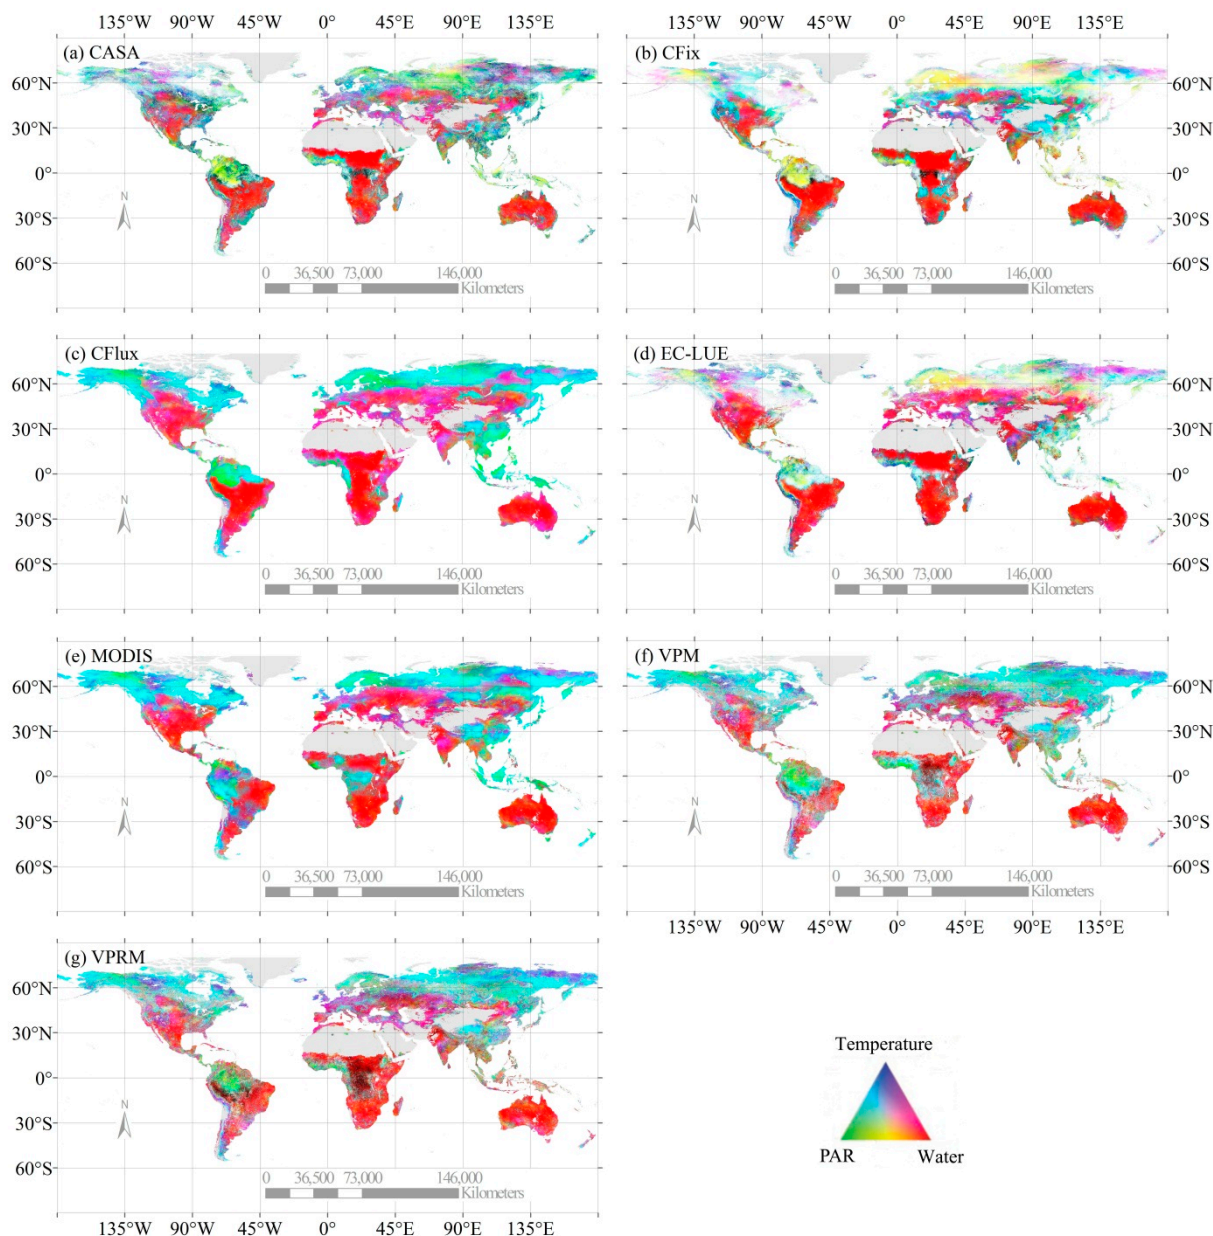 135°W 90°W 45°W 0° 45°E 90°E 135°E 135°W 90°W 45°W 0° 45°E 90°E 135°E
(a) CASA
60°N
30°N
0°
30°S
60°S
N
0 36,500 73,000 146,000
Kilometers
(b) CFix
60°N
30°N
0°
30°S
60°S
N
0 36,500 73,000 146,000
Kilometers
(c) CFlux
60°N
30°N
0°
30°S
60°S
N
0 36,500 73,000 146,000
Kilometers
(d) EC-LUE
60°N
30°N
0°
30°S
60°S
N
0 36,500 73,000 146,000
Kilometers
(e) MODIS
60°N
30°N
0°
30°S
60°S
N
0 36,500 73,000 146,000
Kilometers
(f) VPM
60°N
30°N
0°
30°S
60°S
N
0 36,500 73,000 146,000
Kilometers
135°W 90°W 45°W 0° 45°E 90°E 135°E
(g) VPRM
60°N
30°N
0°
30°S
60°S
N
0 36,500 73,000 146,000
Kilometers
135°W 90°W 45°W 0° 45°E 90°E 135°E
Temperature
PAR Water